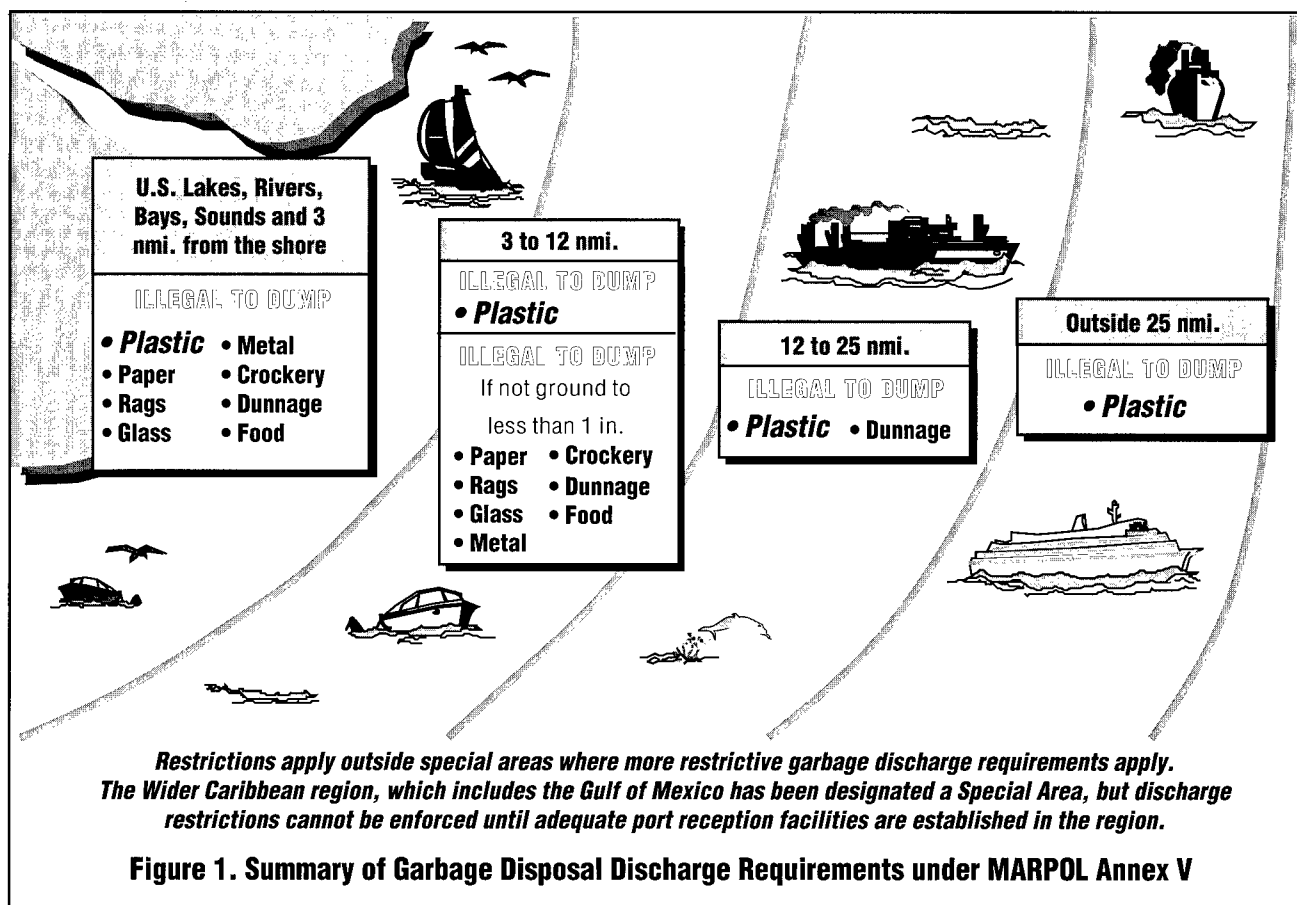 U.S. Lakes, Rivers,
Bays, Sounds and 3
nmi. from the shore
ILLEGAL TO DUMP
• Plastic • Metal
• Paper • Crockery
• Rags • Dunnage
• Glass • Food
3 to 12 nmi.
ILLEGAL TO DUMP
• Plastic
ILLEGAL TO DUMP
If not ground to
less than 1 in.
• Paper • Crockery
• Rags • Dunnage
• Glass • Food
• Metal
12 to 25 nmi.
ILLEGAL TO DUMP
• Plastic • Dunnage
Outside 25 nmi.
ILLEGAL TO DUMP
• Plastic
Restrictions apply outside special areas where more restrictive garbage discharge requirements apply.
The Wider Caribbean region, which includes the Gulf of Mexico has been designated a Special Area, but discharge
restrictions cannot be enforced until adequate port reception facilities are established in the region.
Figure 1. Summary of Garbage Disposal Discharge Requirements under MARPOL Annex V